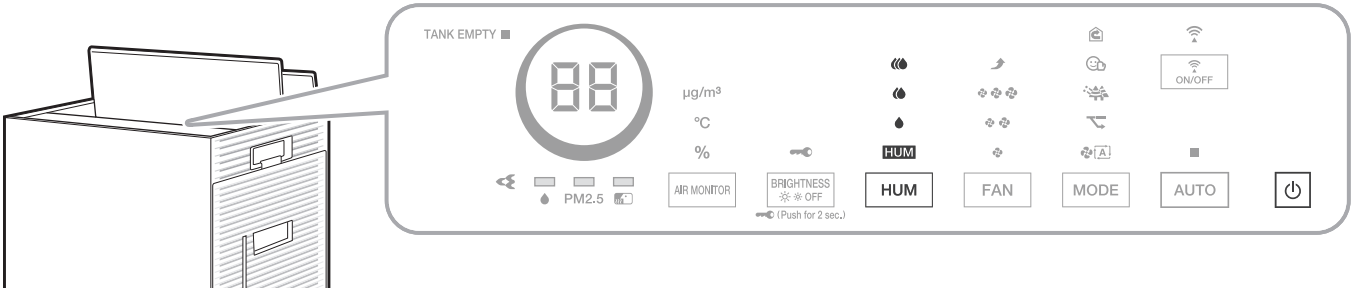 TANK EMPTY
88
µg/m³
°C
%
HUM
A
PM2.5
AIR MONITOR
BRIGHTNESS
OFF
(Push for 2 sec.)
HUM
FAN
MODE
AUTO
ON/OFF